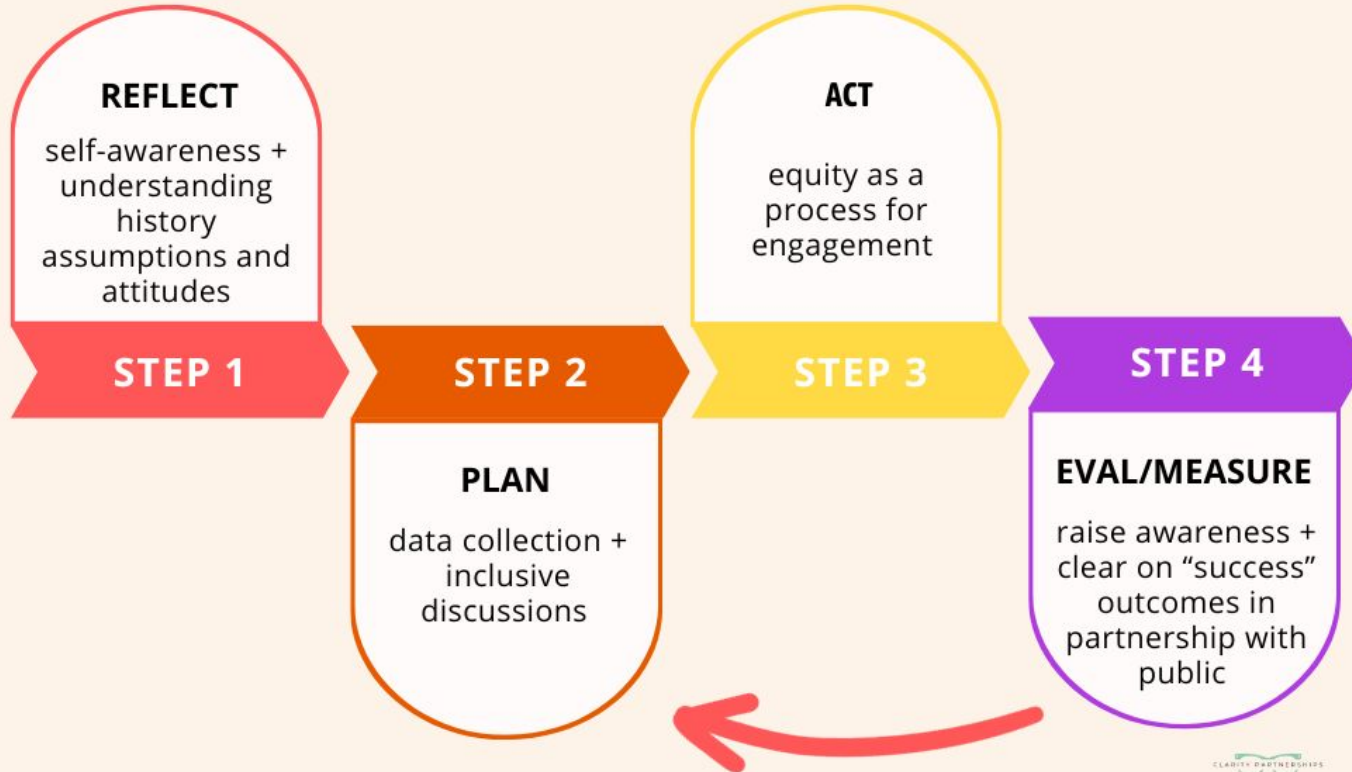 REFLECT
self-awareness +
understanding
history
assumptions and
attitudes
STEP 1
STEP 2
PLAN
data collection +
inclusive
discussions
ACT
equity as a
process for
engagement
STEP 3
STEP 4
EVAL/MEASURE
raise awareness +
clear on “success”
outcomes in
partnership with
public
CLARITY PARTNERSHIPS